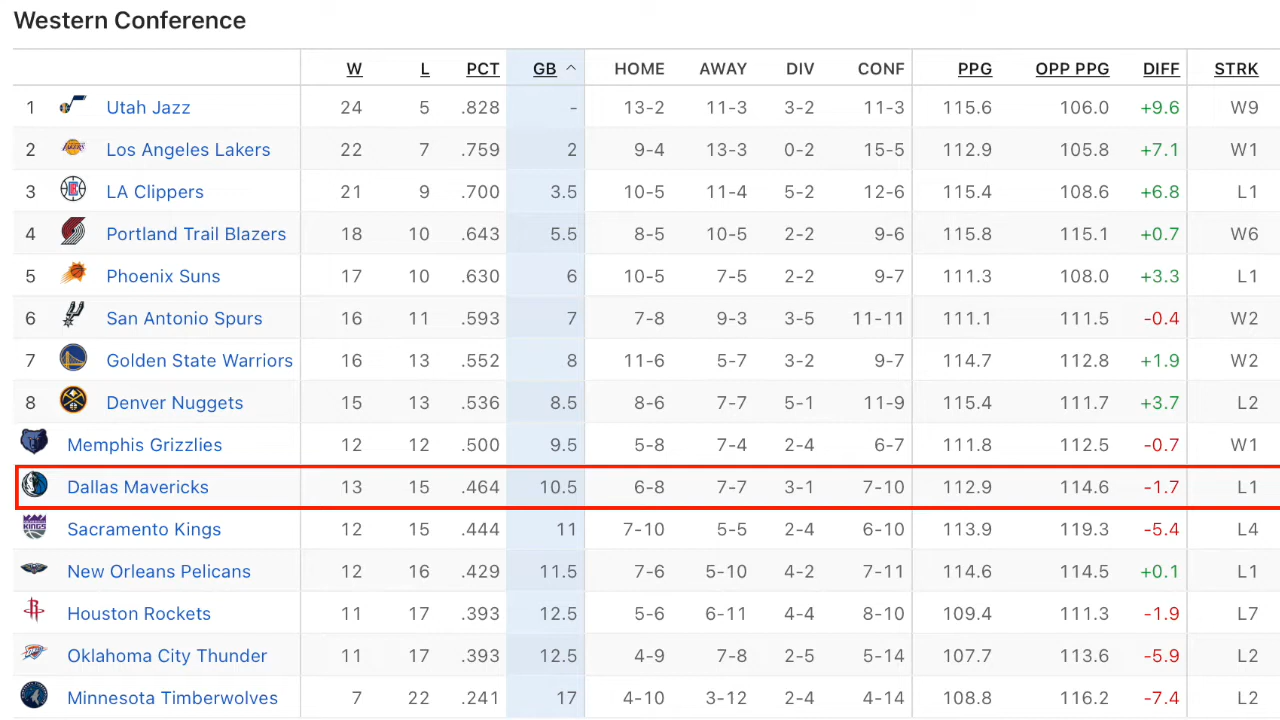 Western Conference
W L PCT GB HOME AWAY DIV CONF PPG OPP PPG DIFF STRK
1 Utah Jazz 24 5 .828 - 13-2 11-3 3-2 11-3 115.6 106.0 +9.6 W9
2 Los Angeles Lakers 22 7 .759 2 9-4 13-3 0-2 15-5 112.9 105.8 +7.1 W1
3 LA Clippers 21 9 .700 3.5 10-5 11-4 5-2 12-6 115.4 108.6 +6.8 L1
4 Portland Trail Blazers 18 10 .643 5.5 8-5 10-5 2-2 9-6 115.8 115.1 +0.7 W6
5 Phoenix Suns 17 10 .630 6 10-5 7-5 2-2 9-7 111.3 108.0 +3.3 L1
6 San Antonio Spurs 16 11 .593 7 7-8 9-3 3-5 11-11 111.1 111.5 -0.4 W2
7 Golden State Warriors 16 13 .552 8 11-6 5-7 3-2 9-7 114.7 112.8 +1.9 W2
8 Denver Nuggets 15 13 .536 8.5 8-6 7-7 5-1 11-9 115.4 111.7 +3.7 L2
Memphis Grizzlies 12 12 .500 9.5 5-8 7-4 2-4 6-7 111.8 112.5 -0.7 W1
Dallas Mavericks 13 15 .464 10.5 6-8 7-7 3-1 7-10 112.9 114.6 -1.7 L1
Sacramento Kings 12 15 .444 11 7-10 5-5 2-4 6-10 113.9 119.3 -5.4 L4
New Orleans Pelicans 12 16 .429 11.5 7-6 5-10 4-2 7-11 114.6 114.5 +0.1 L1
Houston Rockets 11 17 .393 12.5 5-6 6-11 4-4 8-10 109.4 111.3 -1.9 L7
Oklahoma City Thunder 11 17 .393 12.5 4-9 7-8 2-5 5-14 107.7 113.6 -5.9 L2
Minnesota Timberwolves 7 22 .241 17 4-10 3-12 2-4 4-14 108.8 116.2 -7.4 L2